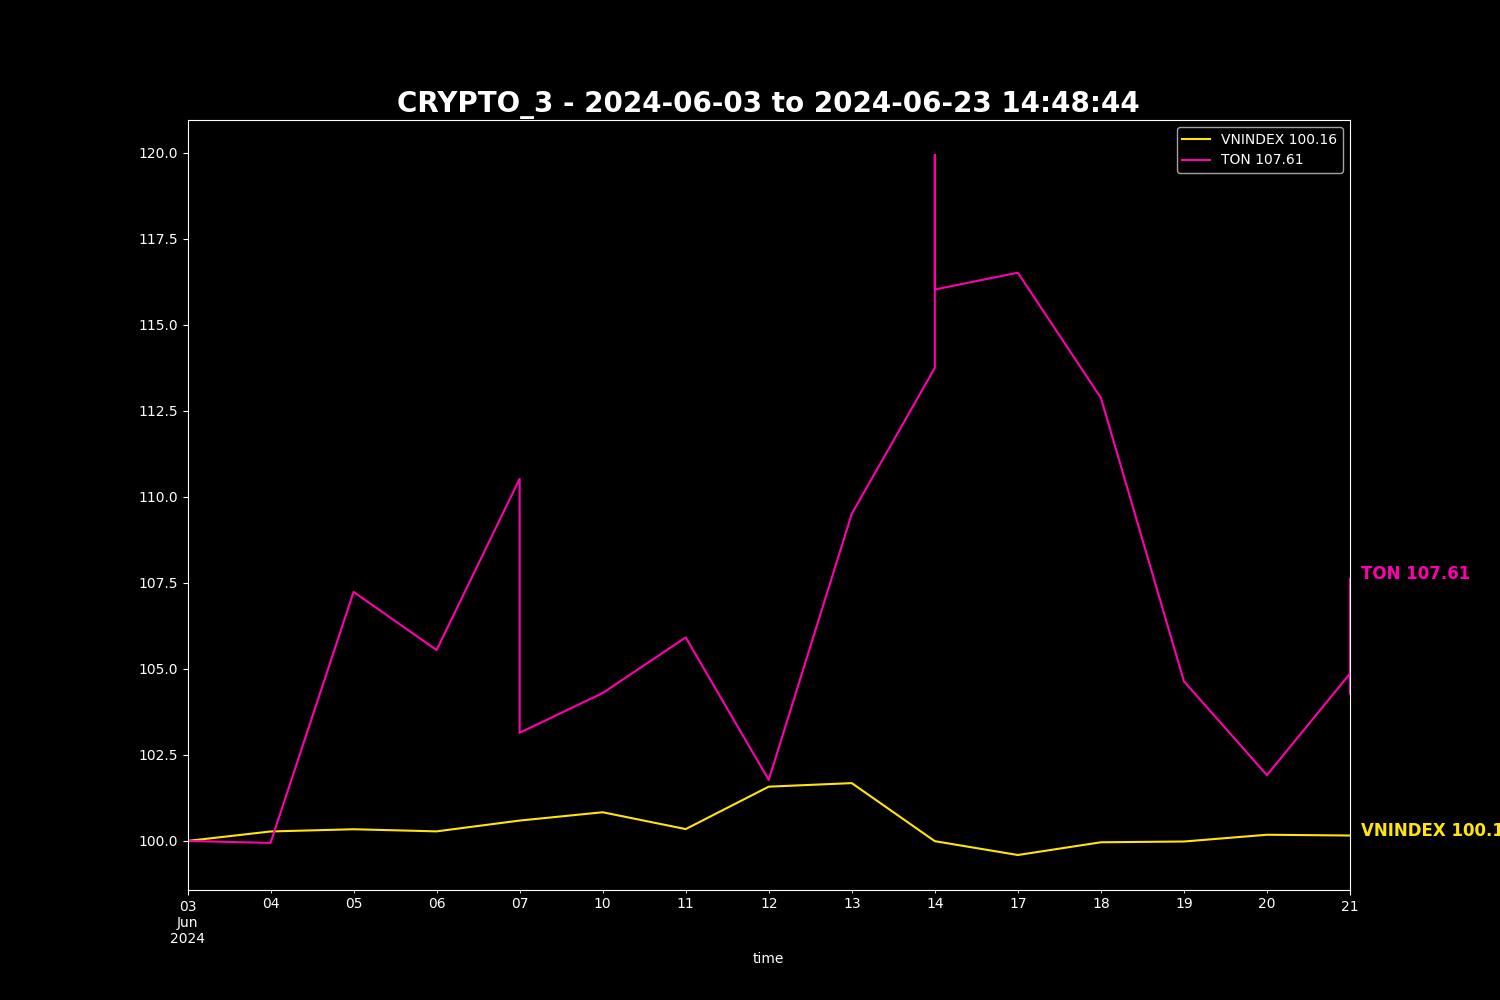 CRYPTO_3 - 2024-06-03 to 2024-06-23 14:48:44
VNINDEX 100.16
TON 107.61
120.0
117.5
115.0
112.5
110.0
107.5
105.0
102.5
100.0
TON 107.61
VNINDEX 100.1
03 04 05 06 07 10 11 12 13 14 17 18 19 20 21
Jun
2024
time